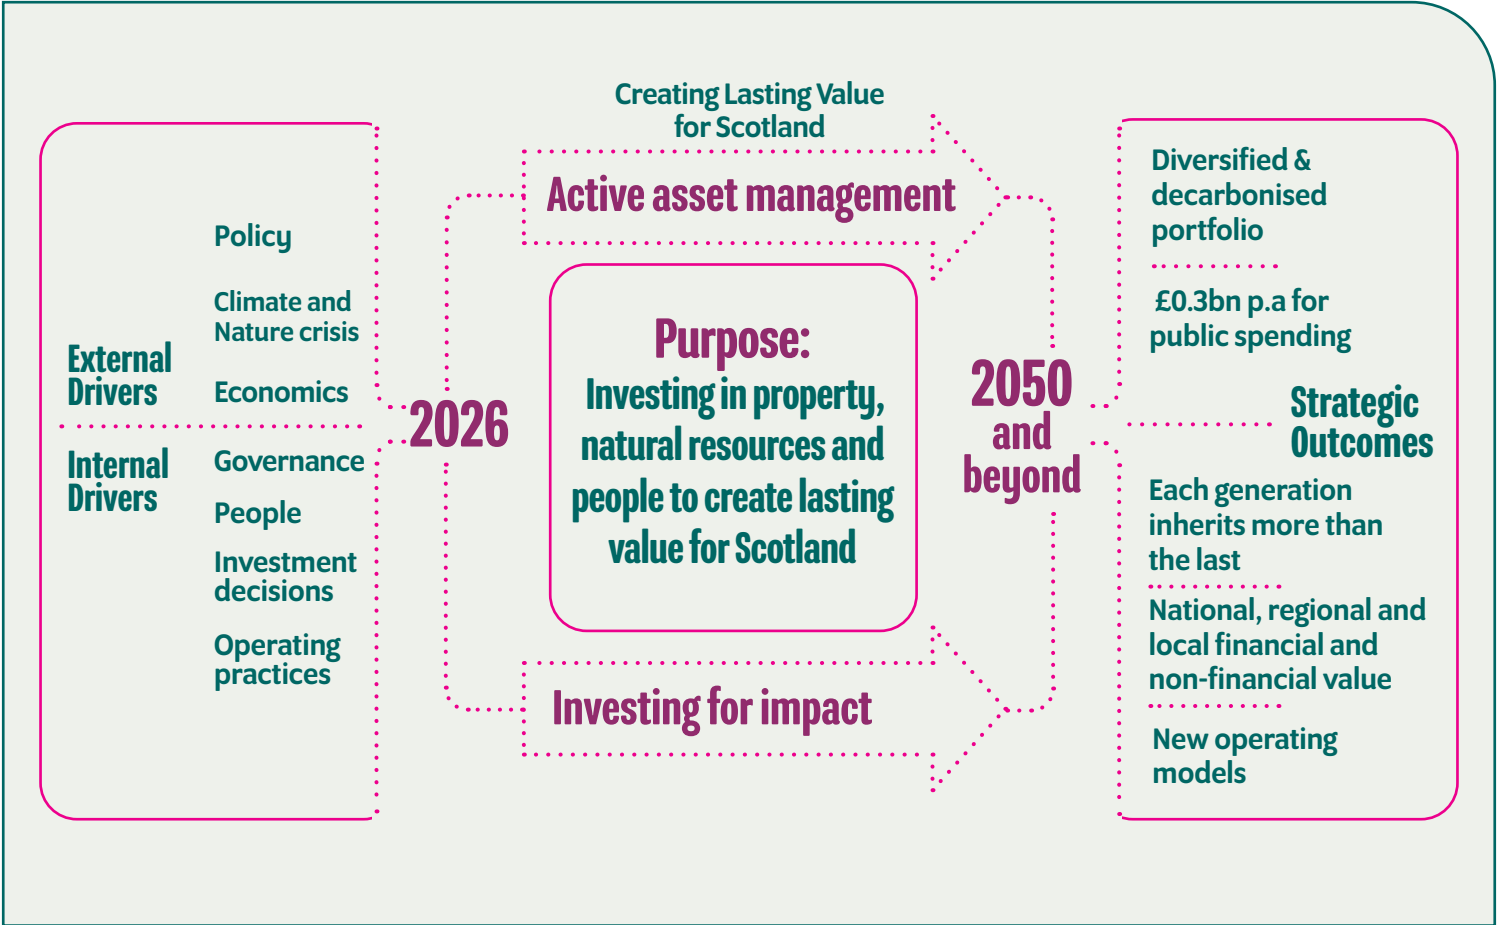 Creating Lasting Value
for Scotland
Active asset management
External
Drivers
Policy
Climate and
Nature crisis
Economics
Internal
Drivers
Governance
People
Investment
decisions
Operating
practices
2026
Purpose:
Investing in property,
natural resources and
people to create lasting
value for Scotland
Investing for impact
2050
and
beyond
Strategic
Outcomes
Diversified &
decarbonised
portfolio
£0.3bn p.a for
public spending
Each generation
inherits more than
the last
National, regional and
local financial and
non-financial value
New operating
models